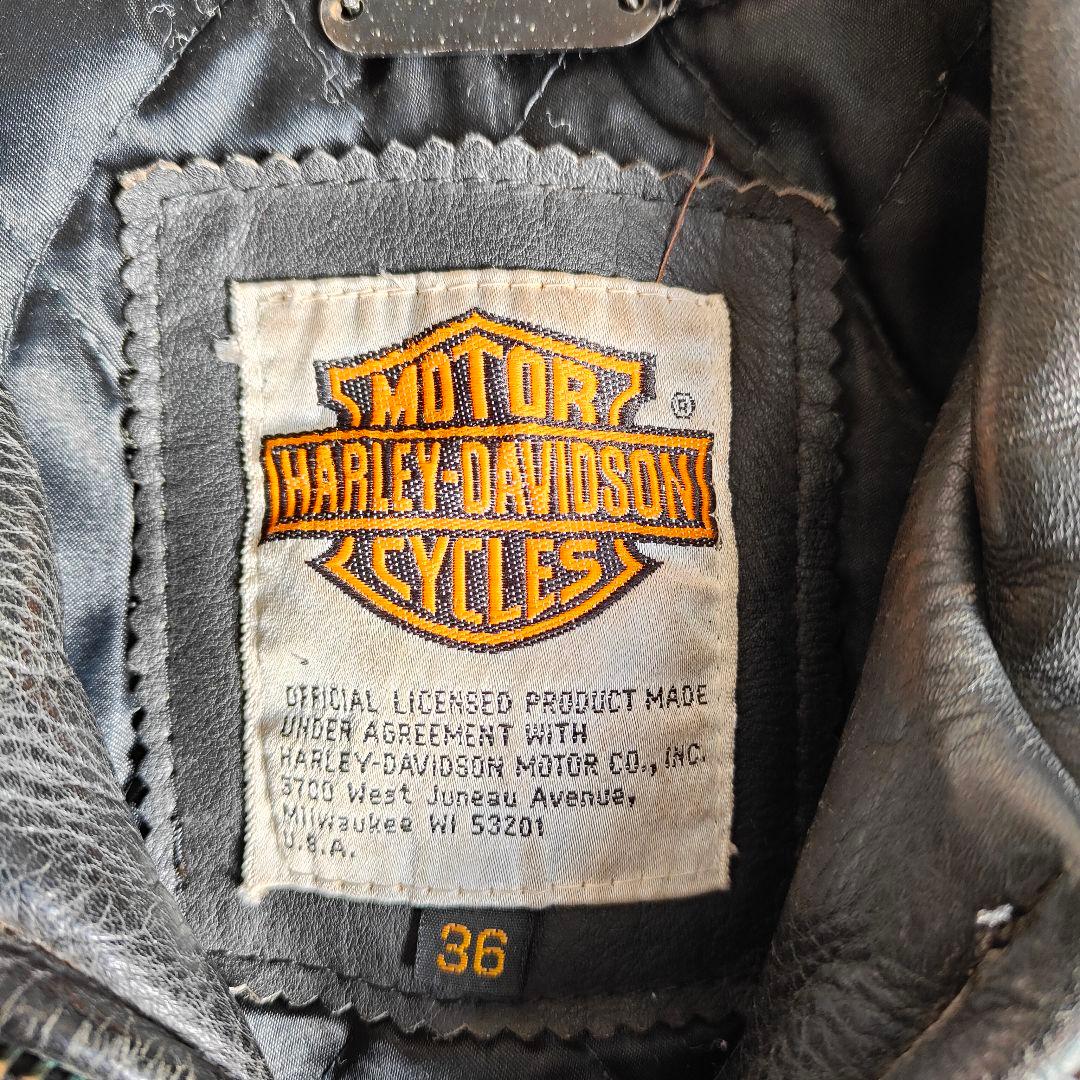 MOTOR
®
HARLEY-DAVIDSON
CYCLES
OFFICIAL LICENSED PRODUCT MADE
UNDER AGREEMENT WITH
HARLEY-DAVIDSON MOTOR CO., INC.
3700 West Juneau Avenue,
Milwaukee WI 53201
U.S.A.
36